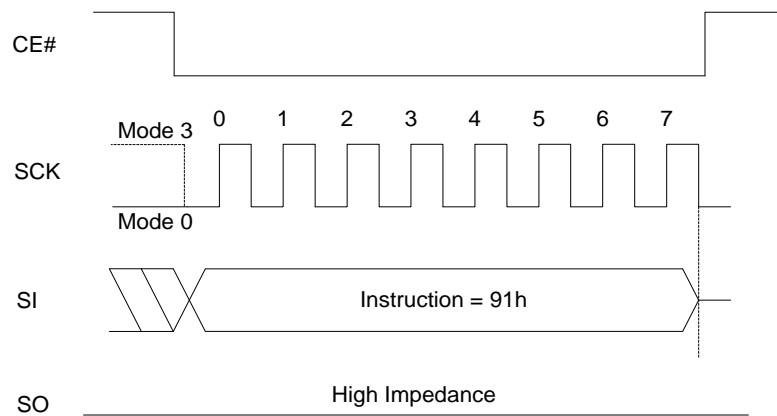 CE#
0 1 2 3 4 5 6 7
Mode 3
SCK
Mode 0
SI
Instruction = 91h
High Impedance
SO